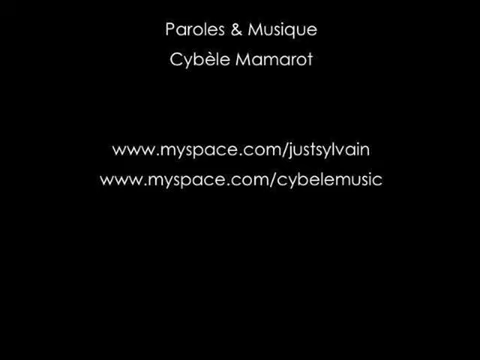 Paroles & Musique
Cybèle Mamarot
www.myspace.com/justsylvain
www.myspace.com/cybelemusic